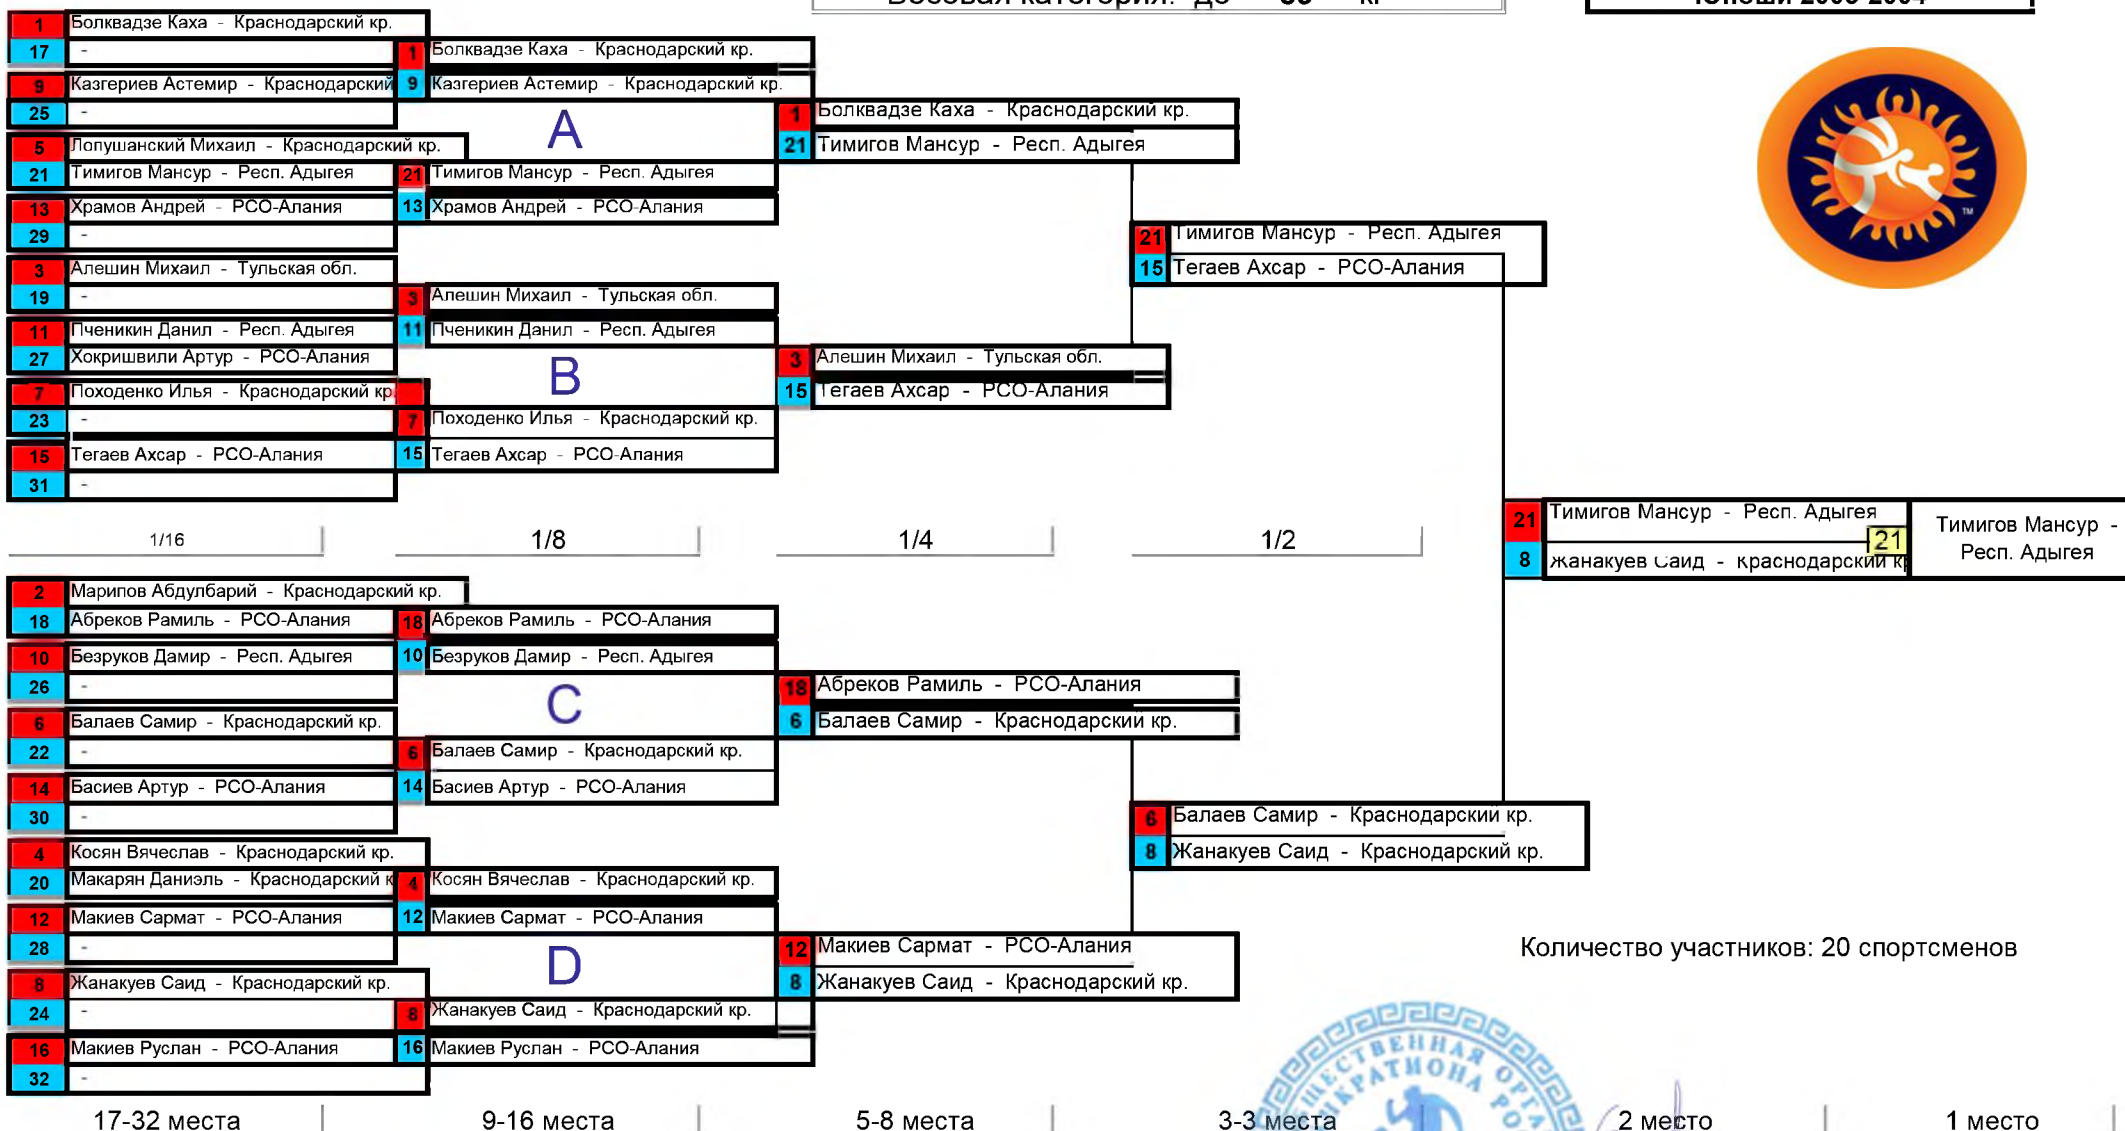 Весовая категория: до
кг
1 Болквадзе Каха - Краснодарский кр.
17 -
9 Казгериев Астемир - Краснодарский
25 -
5 Лопушанский Михаил - Краснодарский кр.
21 Тимигов Мансур - Респ. Адыгея
13 Храмов Андрей - РСО-Алания
29 -
3 Алешин Михаил - Тульская обл.
19 -
11 Пченикин Данил - Респ. Адыгея
27 Хокришвили Артур - РСО-Алания
7 Походенко Илья - Краснодарский кр
23 -
15 Тегаев Ахсар - РСО-Алания
31 -
1 Болквадзе Каха - Краснодарский кр.
9 Казгериев Астемир - Краснодарский кр.
A
21 Тимигов Мансур - Респ. Адыгея
13 Храмов Андрей - РСО-Алания
3 Алешин Михаил - Тульская обл.
11 Пченикин Данил - Респ. Адыгея
B
7 Походенко Илья - Краснодарский кр.
15 Тегаев Ахсар - РСО-Алания
1 Болквадзе Каха - Краснодарский кр.
21 Тимигов Мансур - Респ. Адыгея
3 Алешин Михаил - Тульская обл.
15 Тегаев Ахсар - РСО-Алания
21 Тимигов Мансур - Респ. Адыгея
15 Тегаев Ахсар - РСО-Алания
TM
1/16
1/8
1/4
1/2
21 Тимигов Мансур - Респ. Адыгея
8 Жанакуев Саид - Краснодарский кр
21
Тимигов Мансур -
Респ. Адыгея
2 Марипов Абдулбарий - Краснодарский кр.
18 Абреков Рамиль - РСО-Алания
10 Безруков Дамир - Респ. Адыгея
26 -
6 Балаев Самир - Краснодарский кр.
22 -
14 Басиев Артур - РСО-Алания
30 -
4 Косян Вячеслав - Краснодарский кр.
20 Макарян Даниэль - Краснодарский к
12 Макиев Сармат - РСО-Алания
28 -
8 Жанакуев Саид - Краснодарский кр.
24 -
16 Макиев Руслан - РСО-Алания
32 -
18 Абреков Рамиль - РСО-Алания
10 Безруков Дамир - Респ. Адыгея
C
6 Балаев Самир - Краснодарский кр.
14 Басиев Артур - РСО-Алания
4 Косян Вячеслав - Краснодарский кр.
12 Макиев Сармат - РСО-Алания
D
8 Жанакуев Саид - Краснодарский кр.
16 Макиев Руслан - РСО-Алания
18 Абреков Рамиль - РСО-Алания
6 Балаев Самир - Краснодарский кр.
12 Макиев Сармат - РСО-Алания
8 Жанакуев Саид - Краснодарский кр.
6 Балаев Самир - Краснодарский кр.
8 Жанакуев Саид - Краснодарский кр.
Количество участников: 20 спортсменов
17-32 места
9-16 места
5-8 места
3-3 места
2 место
1 место